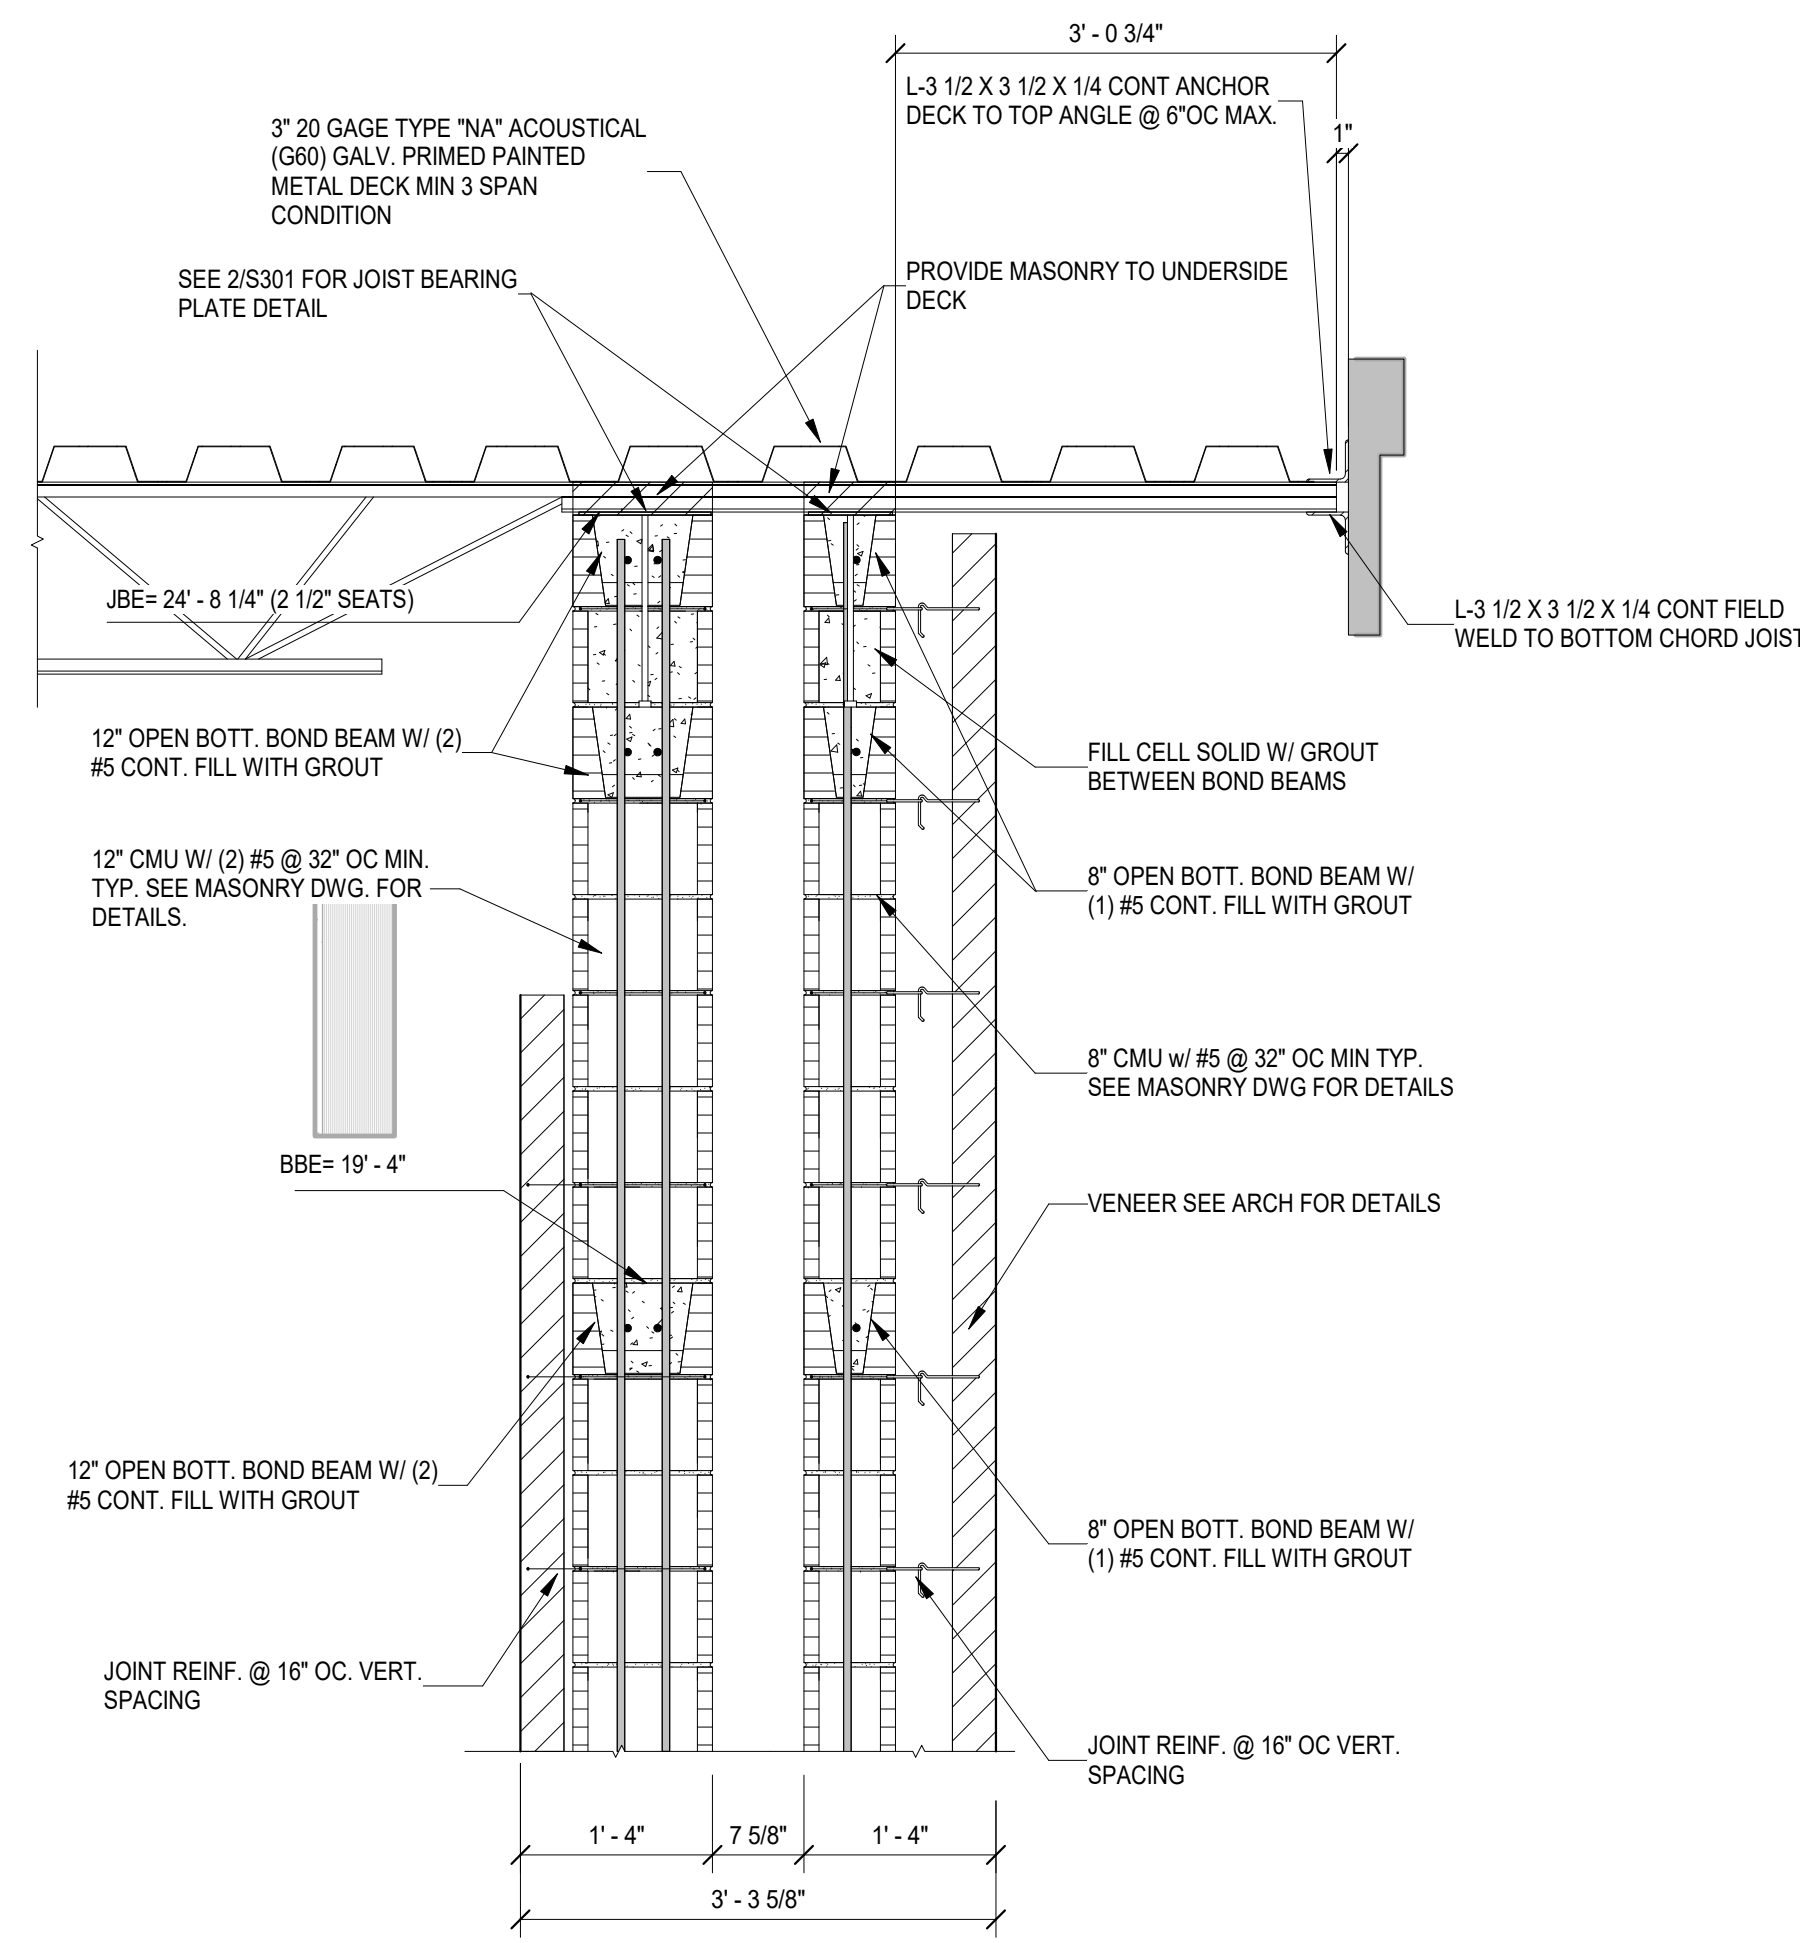 3' - 0 3/4"
L-3 1/2 X 3 1/2 X 1/4 CONT ANCHOR
DECK TO TOP ANGLE @ 6"OC MAX.
1"
3" 20 GAGE TYPE "NA" ACOUSTICAL
(G60) GALV. PRIMED PAINTED
METAL DECK MIN 3 SPAN
CONDITION
SEE 2/S301 FOR JOIST BEARING
PLATE DETAIL
PROVIDE MASONRY TO UNDERSIDE
DECK
JBE= 24' - 8 1/4" (2 1/2" SEATS)
L-3 1/2 X 3 1/2 X 1/4 CONT FIELD
WELD TO BOTTOM CHORD JOIST
12" OPEN BOTT. BOND BEAM W/ (2)
#5 CONT. FILL WITH GROUT
FILL CELL SOLID W/ GROUT
BETWEEN BOND BEAMS
12" CMU W/ (2) #5 @ 32" OC MIN.
TYP. SEE MASONRY DWG. FOR
DETAILS.
8" OPEN BOTT. BOND BEAM W/
(1) #5 CONT. FILL WITH GROUT
8" CMU w/ #5 @ 32" OC MIN TYP.
SEE MASONRY DWG FOR DETAILS
BBE= 19' - 4"
VENEER SEE ARCH FOR DETAILS
12" OPEN BOTT. BOND BEAM W/ (2)
#5 CONT. FILL WITH GROUT
8" OPEN BOTT. BOND BEAM W/
(1) #5 CONT. FILL WITH GROUT
JOINT REINF. @ 16" OC. VERT.
SPACING
JOINT REINF. @ 16" OC VERT.
SPACING
1' - 4"
7 5/8"
1' - 4"
3' - 3 5/8"